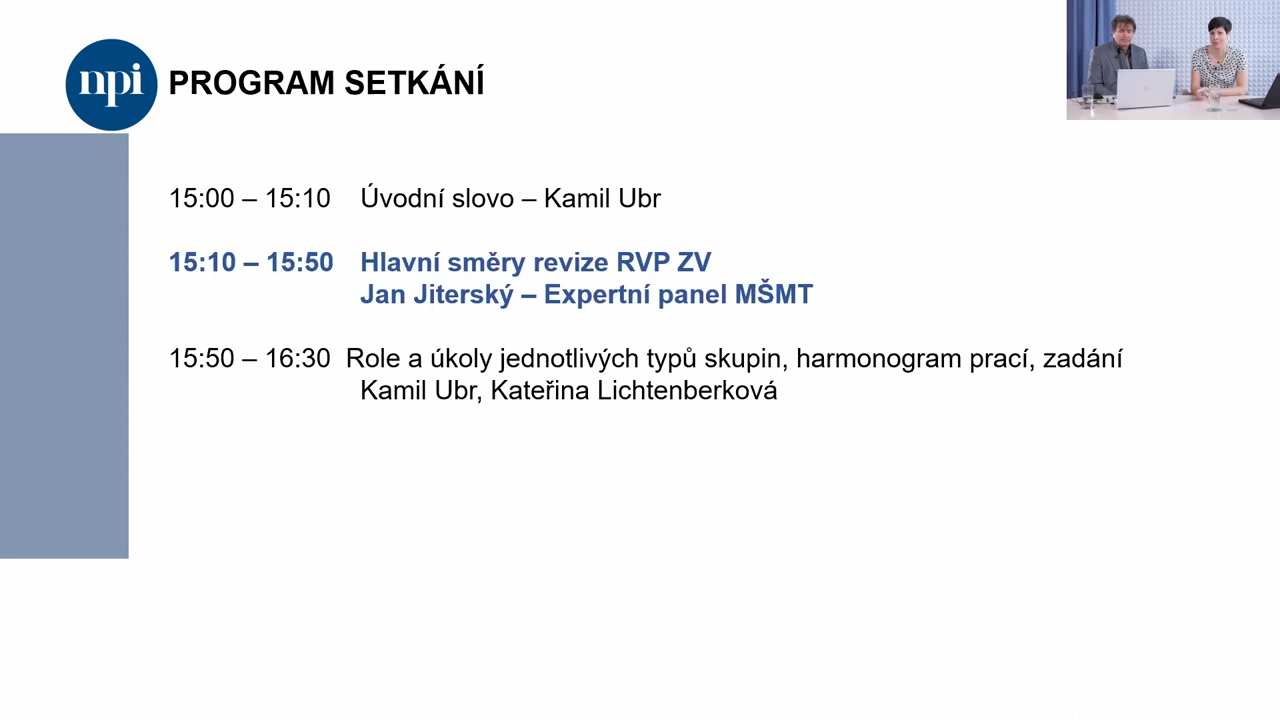 npi
PROGRAM SETKÁNÍ
15:00 – 15:10 Úvodní slovo – Kamil Ubr
15:10 – 15:50 Hlavní směry revize RVP ZV
Jan Jiterský – Expertní panel MŠMT
15:50 – 16:30 Role a úkoly jednotlivých typů skupin, harmonogram prací, zadání
Kamil Ubr, Kateřina Lichtenberková